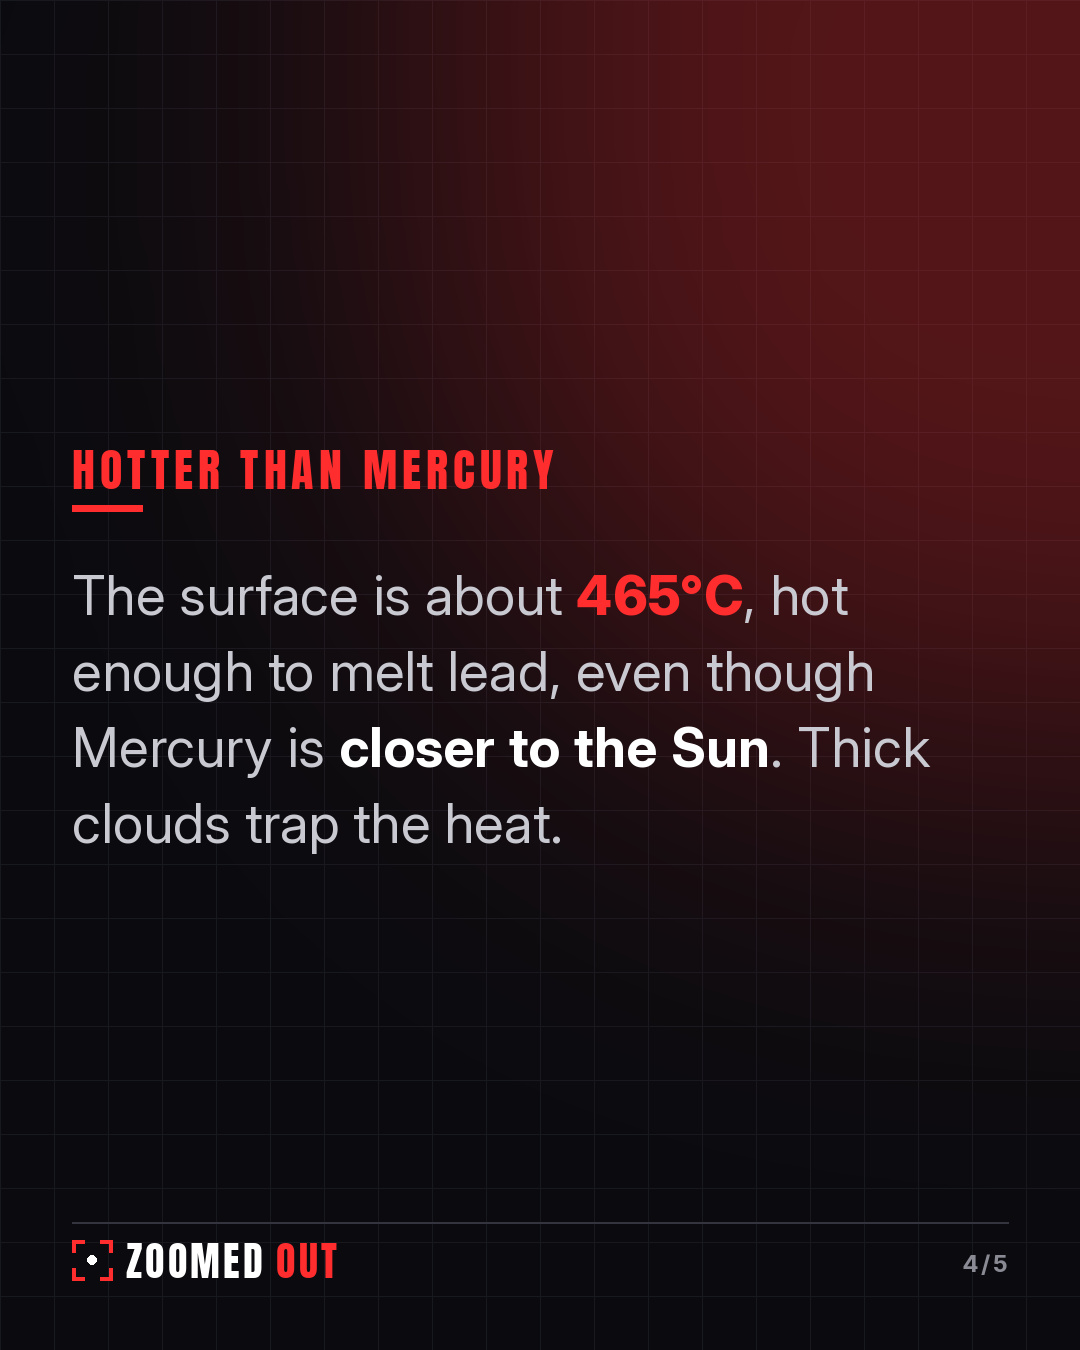 HOTTER THAN MERCURY
The surface is about 465°C, hot
enough to melt lead, even though
Mercury is closer to the Sun. Thick
clouds trap the heat.
ZOOMED OUT
4/5